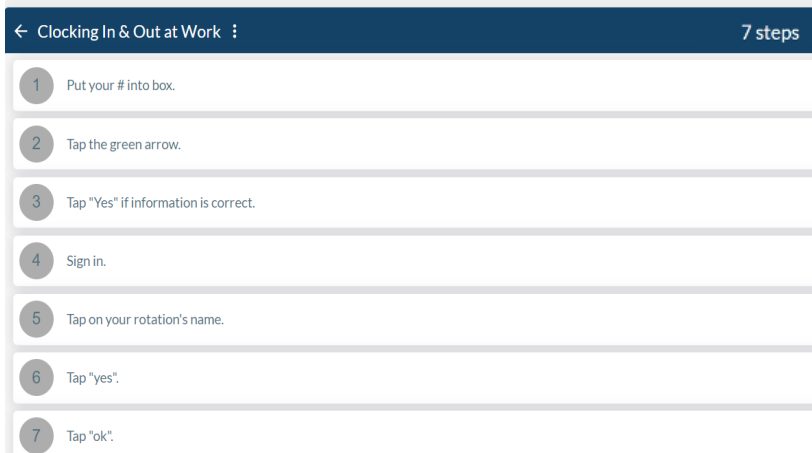 ← Clocking In & Out at Work ⋮ 7 steps
1 Put your # into box.
2 Tap the green arrow.
3 Tap "Yes" if information is correct.
4 Sign in.
5 Tap on your rotation's name.
6 Tap "yes".
7 Tap "ok".